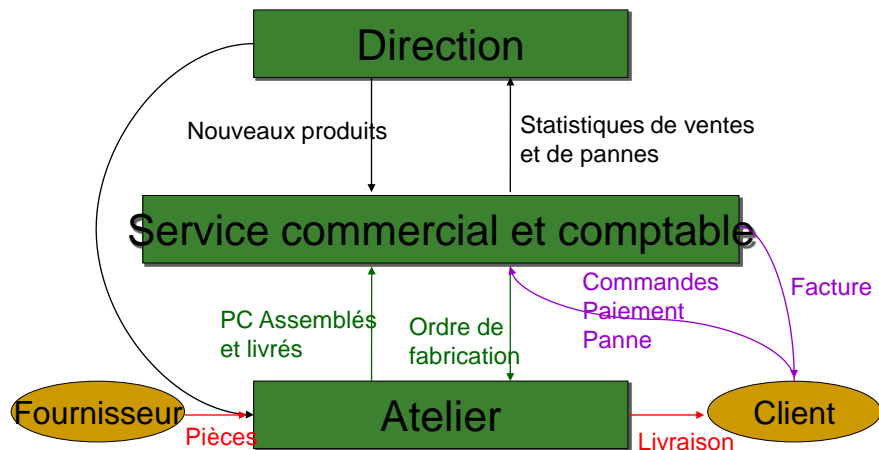 Direction
Nouveaux produits
Statistiques de ventes
et de pannes
Service commercial et comptable
Commandes
Paiement
Panne
Facture
PC Assemblés
et livrés
Ordre de
fabrication
Fournisseur
Pièces
Atelier
Livraison
Client